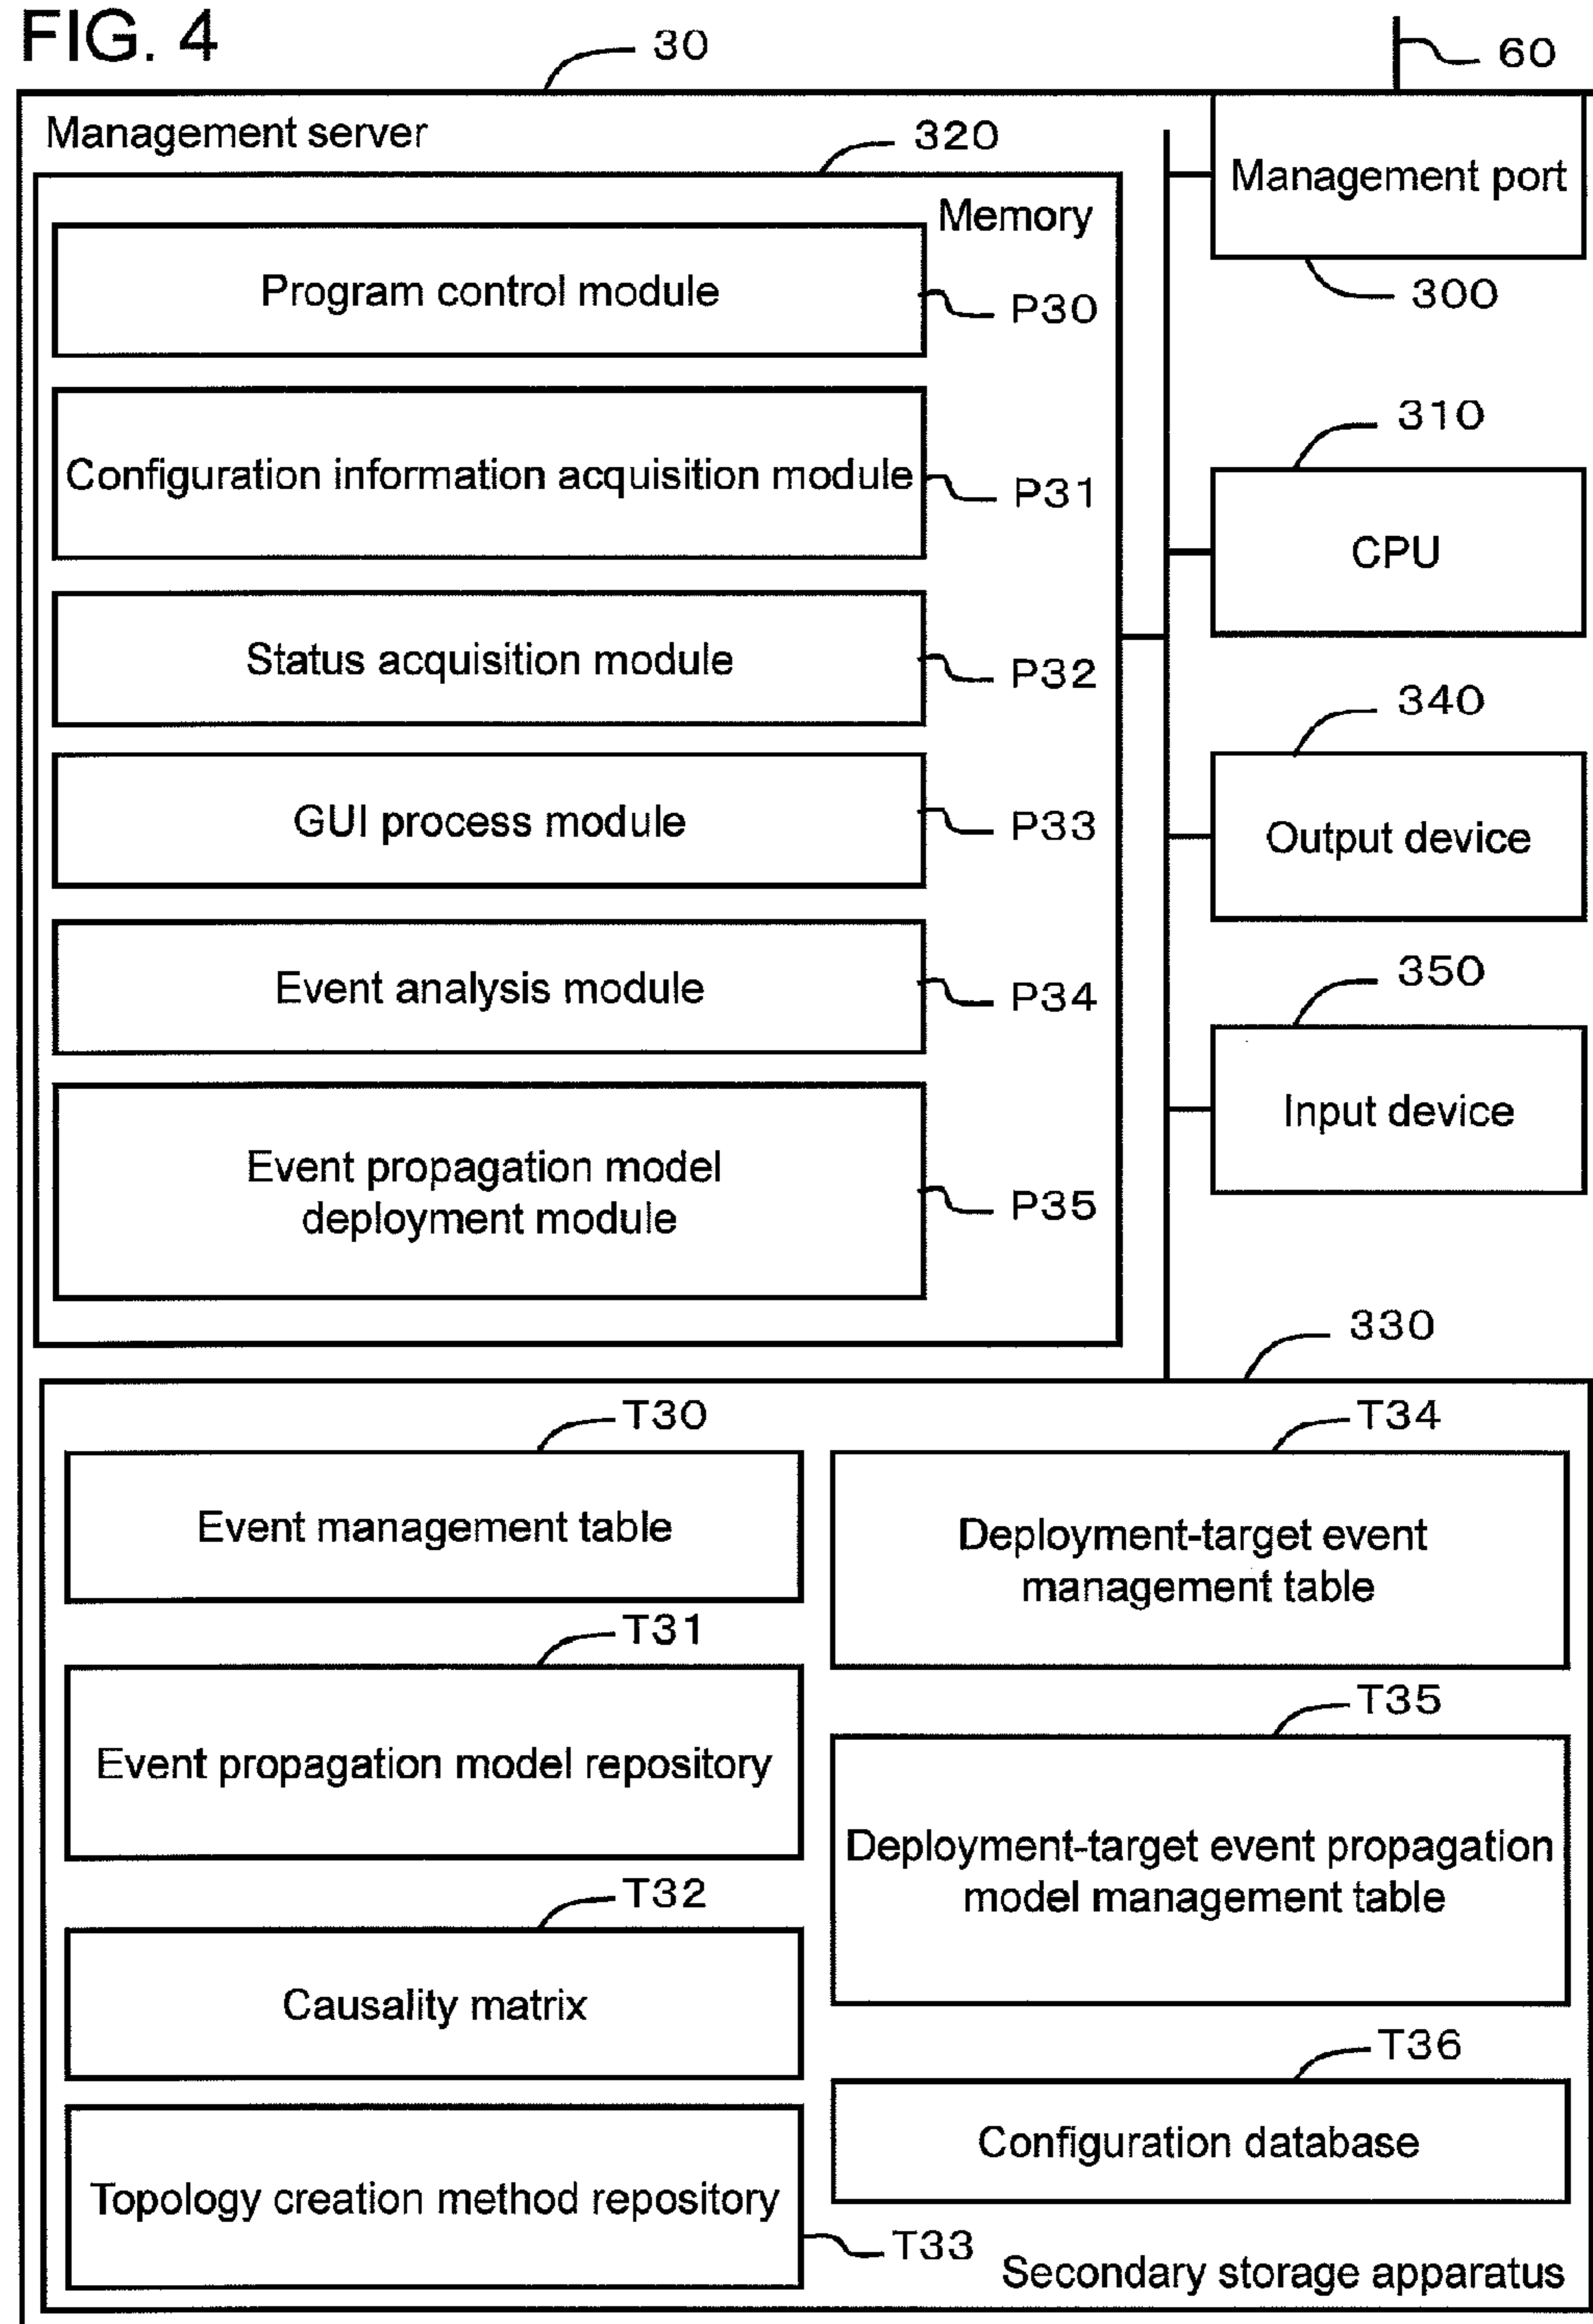 FIG. 4
30
60
Management server
320
Memory
Management port
300
Program control module
P30
Configuration information acquisition module
P31
310
CPU
Status acquisition module
P32
340
Output device
GUI process module
P33
350
Input device
Event analysis module
P34
Event propagation model
deployment module
P35
330
T30
Event management table
T34
Deployment-target event
management table
T31
Event propagation model repository
T35
Deployment-target event propagation
model management table
T32
Causality matrix
T36
Configuration database
Topology creation method repository
T33
Secondary storage apparatus